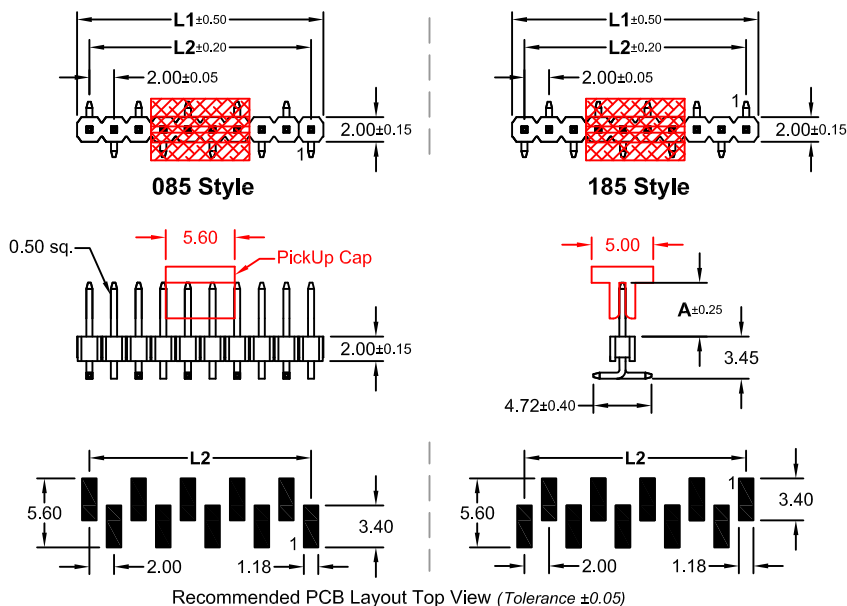 L1±0.50
L1±0.50
L2±0.20
L2±0.20
2.00±0.05
2.00±0.05
1
2.00±0.15
2.00±0.15
1
085 Style
185 Style
0.50 sq.
5.60
PickUp Cap
5.00
A±0.25
2.00±0.15
3.45
4.72±0.40
L2
L2
1
5.60
3.40
5.60
3.40
1
2.00
1.18
2.00
1.18
Recommended PCB Layout Top View (Tolerance ±0.05)